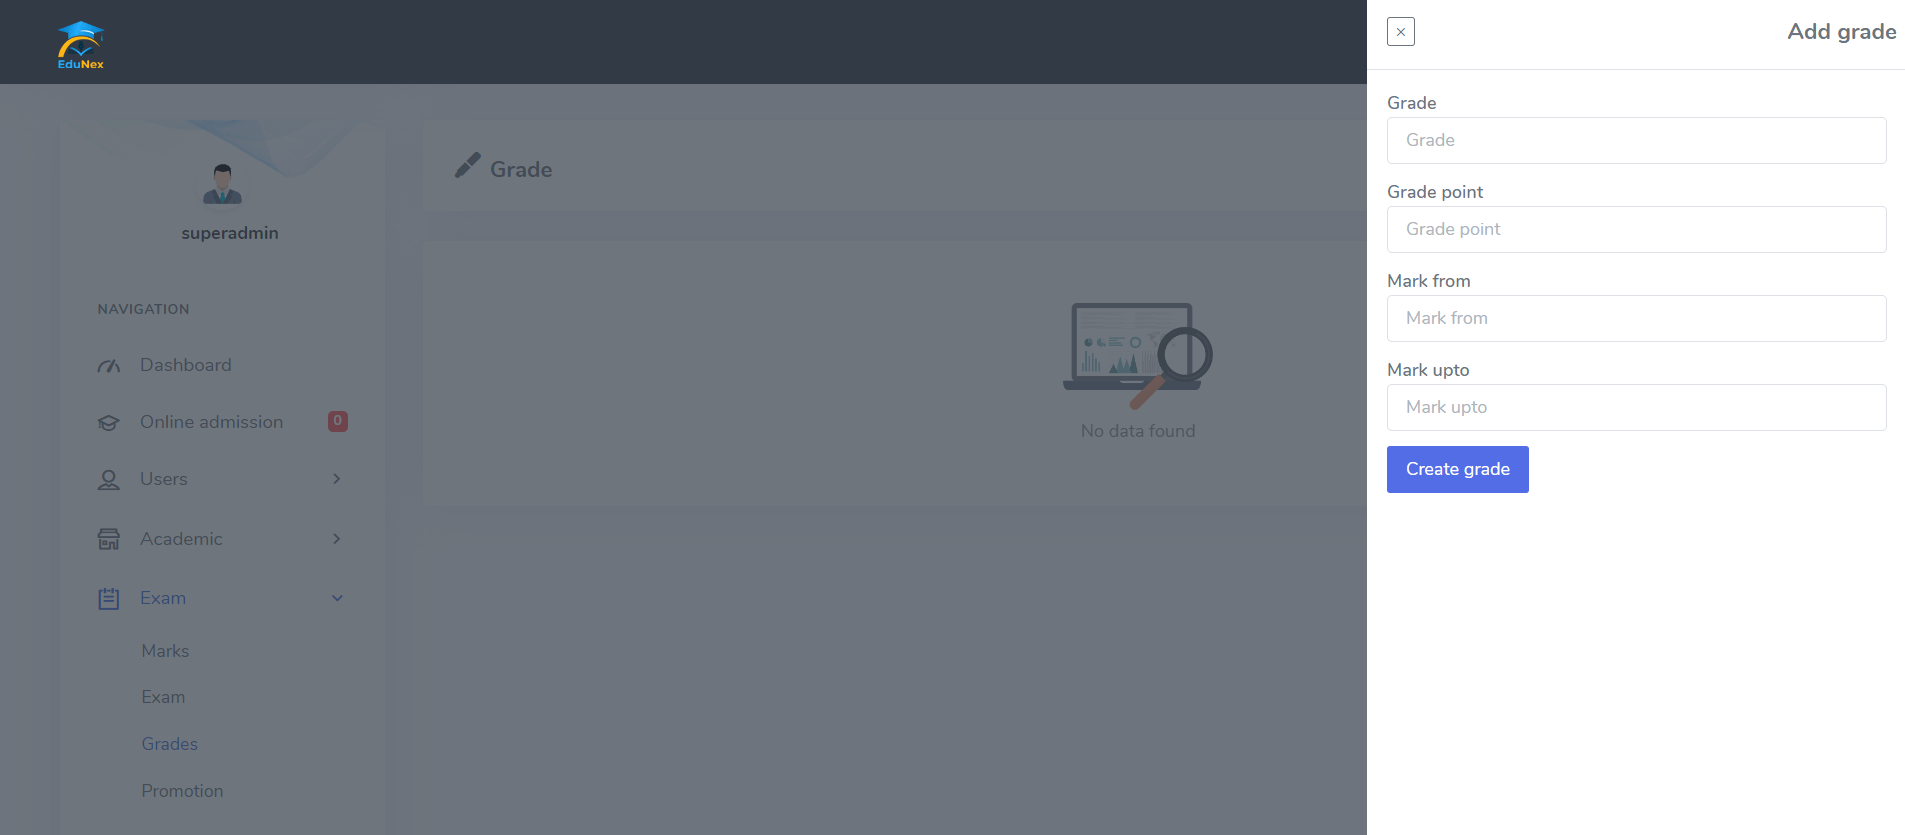 EduNex
superadmin
NAVIGATION
Dashboard
Online admission 0
Users
Academic
Exam
Marks
Exam
Grades
Promotion
Grade
No data found
Add grade
Grade
Grade
Grade point
Grade point
Mark from
Mark from
Mark upto
Mark upto
Create grade